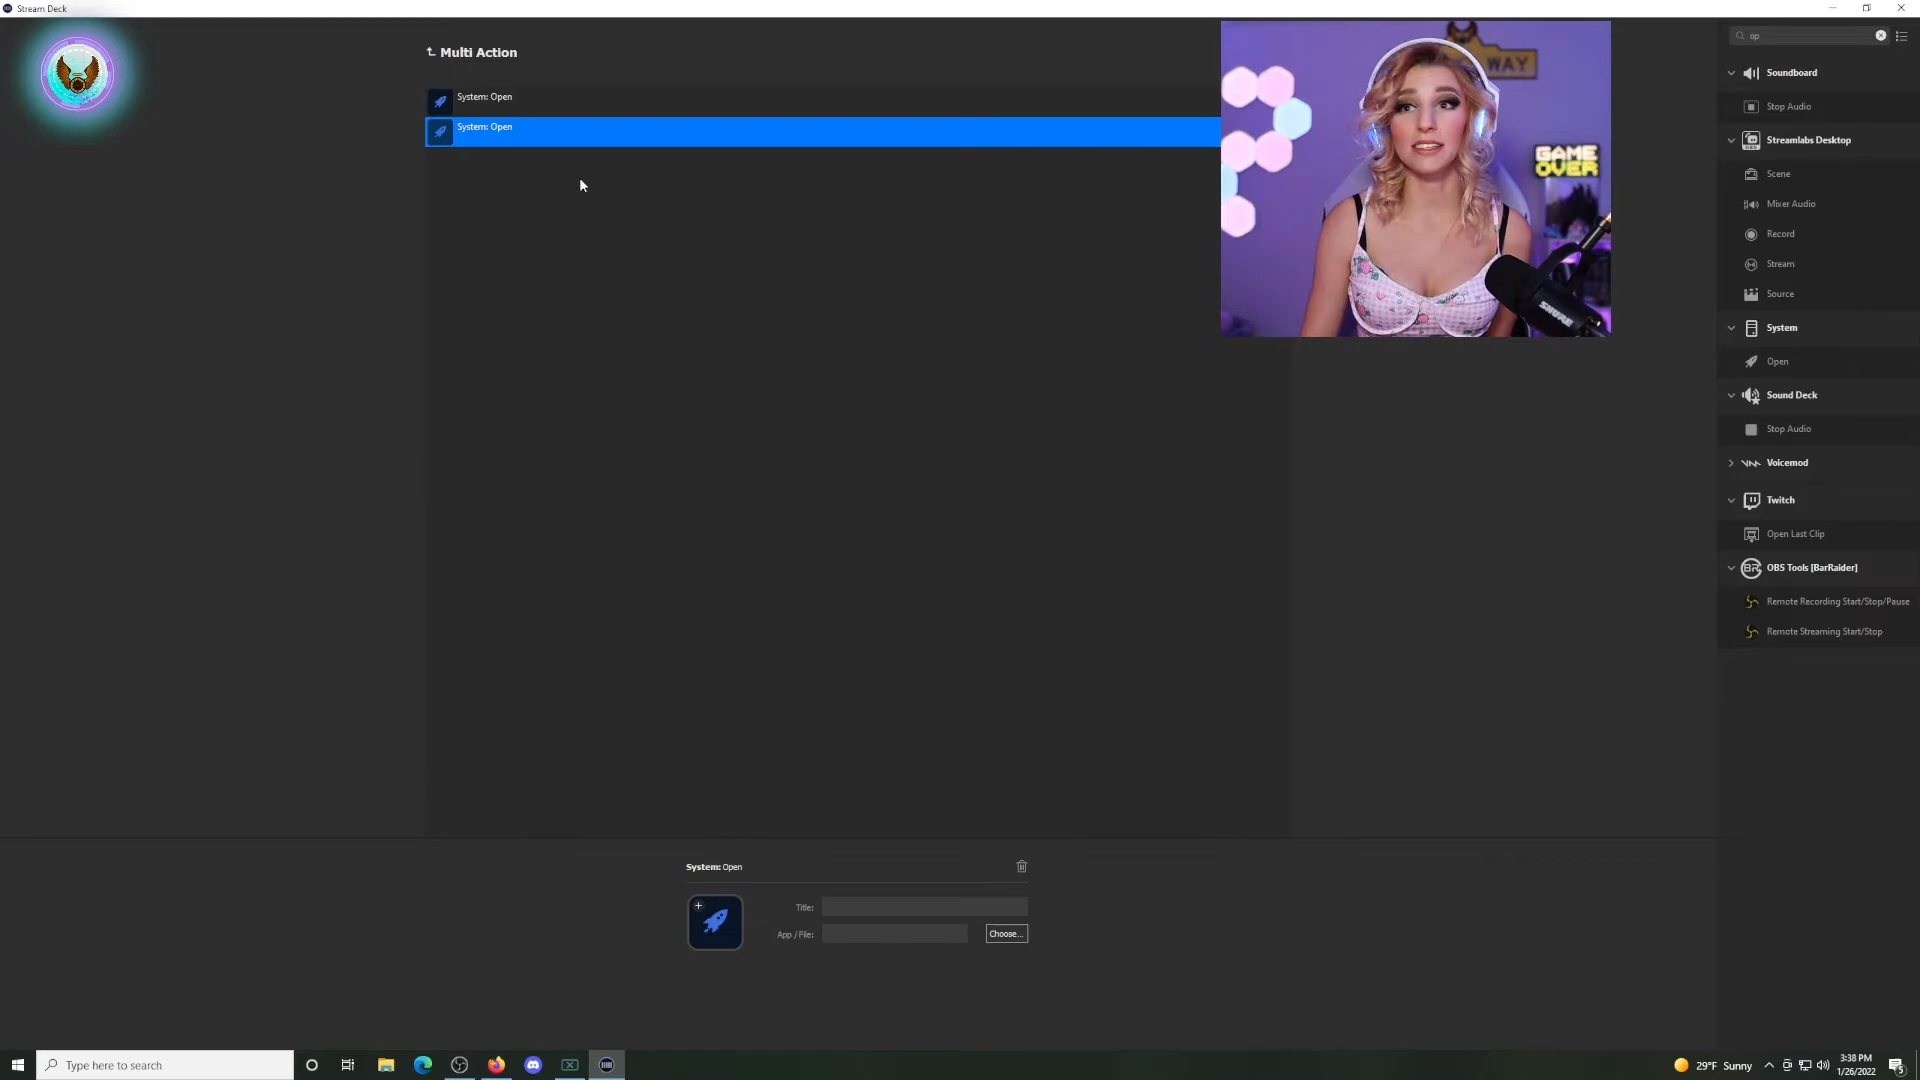 Stream Deck
Multi Action
System: Open
System: Open
WAY
GAME
OVER
SHURE
op
Soundboard
Stop Audio
Streamlabs Desktop
Scene
Mixer Audio
Record
Stream
Source
System
Open
Sound Deck
Stop Audio
Voicemod
Twitch
Open Last Clip
BR OBS Tools [BarRaider]
Remote Recording Start/Stop/Pause
Remote Streaming Start/Stop
System: Open
Title:
App / File:
Choose...
Type here to search
29°F Sunny
3:38 PM
1/26/2022
5